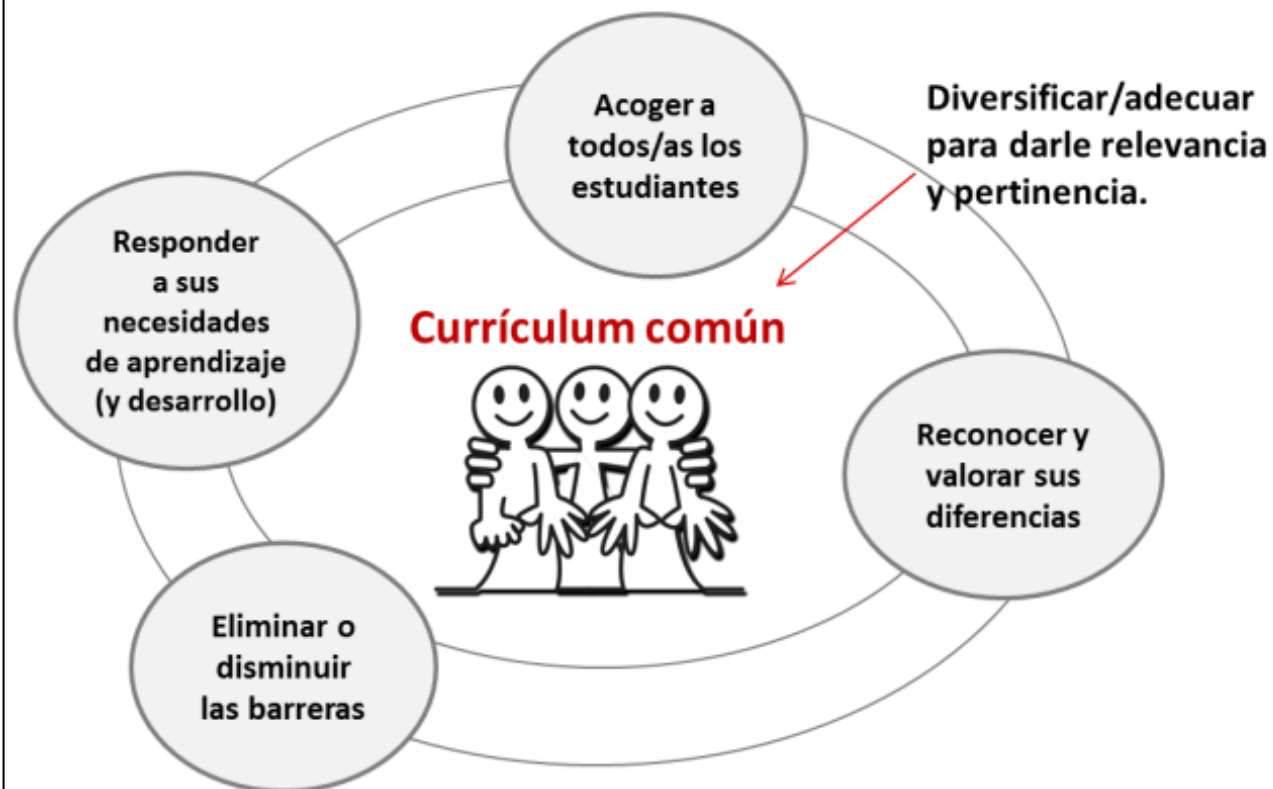 Acoger a
todos/as los
estudiantes
Diversificar/adecuar
para darle relevancia
y pertinencia.
Responder
a sus
necesidades
de aprendizaje
(y desarrollo)
Currículum común
Reconocer y
valorar sus
diferencias
Eliminar o
disminuir
las barreras